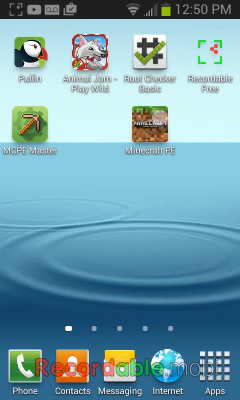 12:50 PM
Puffin
Animal Jam - Play Wild
Root Checker Basic
Recordable Free
MCPE Master
MINECRAFT
Minecraft PE
Recordable.mobi
Phone
Contacts
Messaging
Internet
Apps